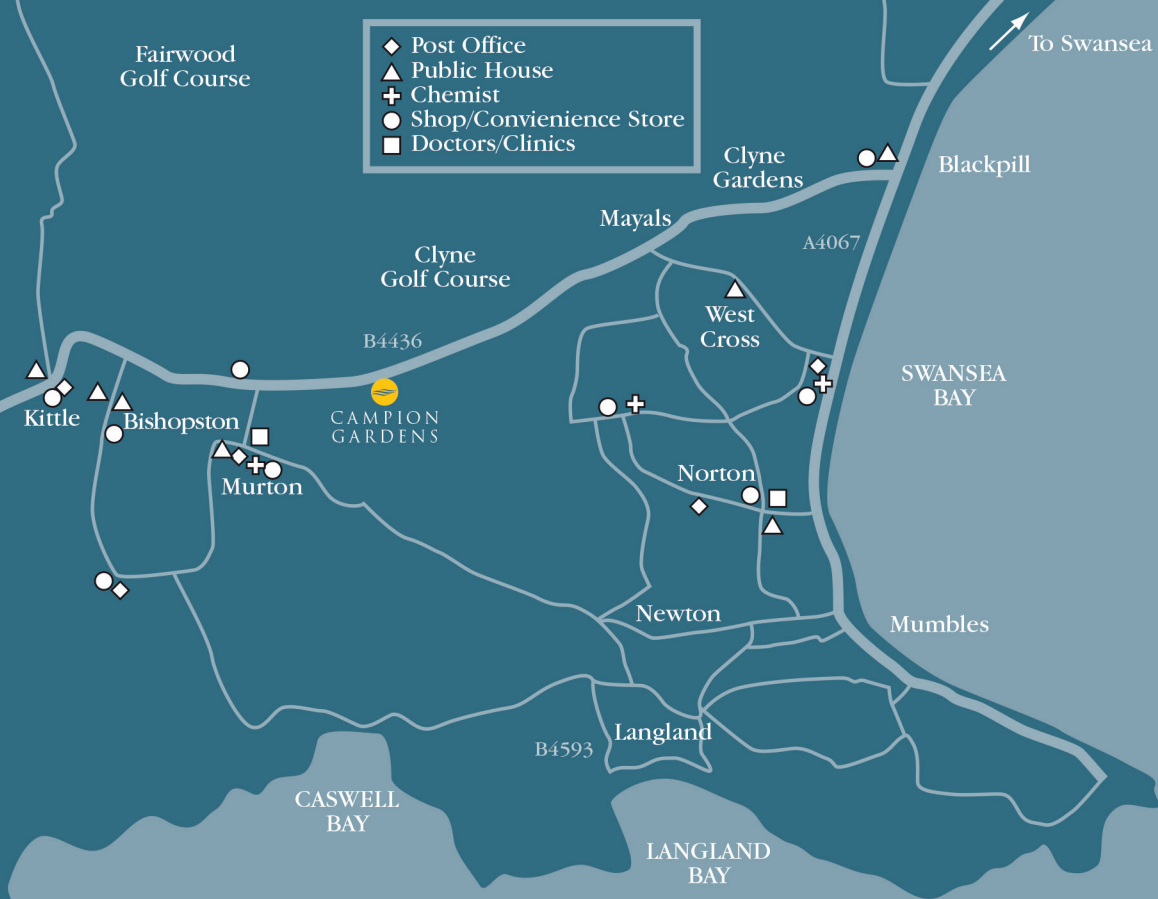 Fairwood
Golf Course
Post Office
Public House
Chemist
Shop/Convienience Store
Doctors/Clinics
To Swansea
Clyne
Gardens
Blackpill
Mayals
A4067
Clyne
Golf Course
West
Cross
B4436
SWANSEA
BAY
Kittle
Bishopston
CAMPION
GARDENS
Murton
Norton
Newton
Mumbles
Langland
B4593
CASWELL
BAY
LANGLAND
BAY